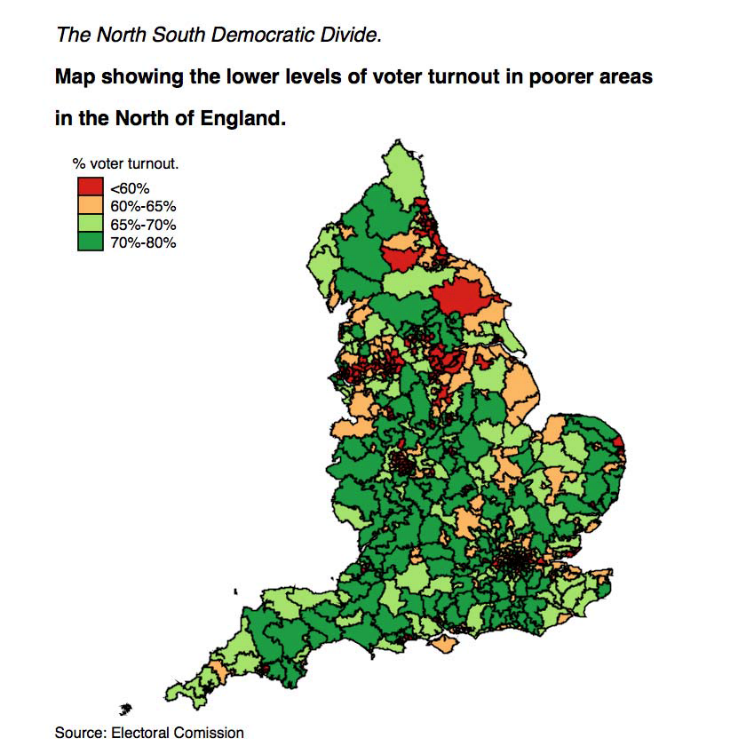 The North South Democratic Divide.
Map showing the lower levels of voter turnout in poorer areas
in the North of England.
% voter turnout.
<60%
60%-65%
65%-70%
70%-80%
Source: Electoral Comission